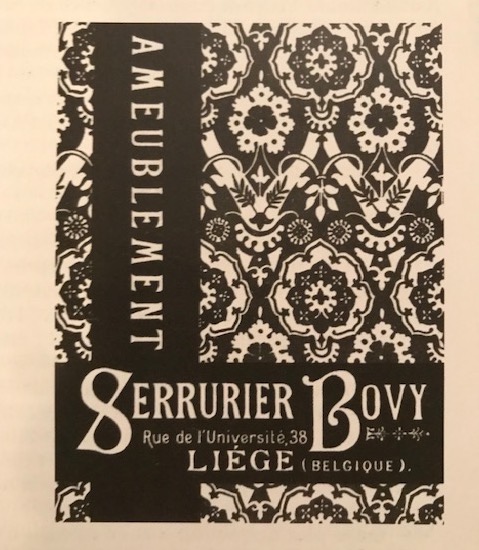 AMEUBLEMENT
SERRURIER BOVY
Rue de l'Université, 38
LIÉGE (BELGIQUE).